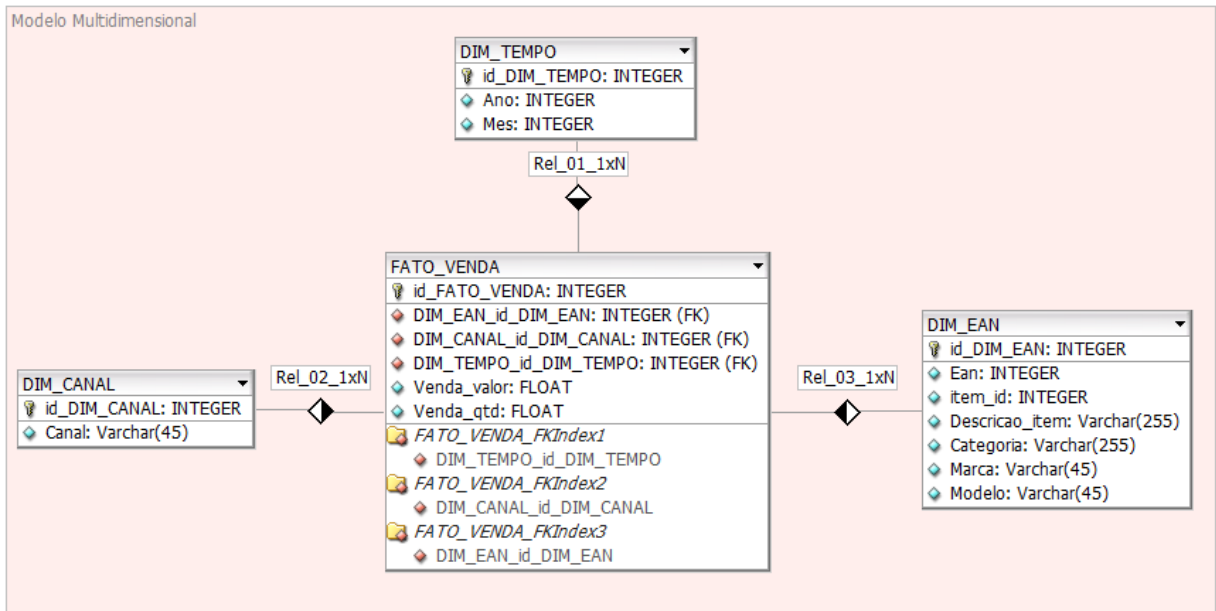 Modelo Multidimensional
DIM_TEMPO
id_DIM_TEMPO: INTEGER
Ano: INTEGER
Mes: INTEGER
Rel_01_1xN
FATO_VENDA
id_FATO_VENDA: INTEGER
DIM_EAN_id_DIM_EAN: INTEGER (FK)
DIM_CANAL_id_DIM_CANAL: INTEGER (FK)
DIM_TEMPO_id_DIM_TEMPO: INTEGER (FK)
Venda_valor: FLOAT
Venda_qtd: FLOAT
FATO_VENDA_FKIndex1
DIM_TEMPO_id_DIM_TEMPO
FATO_VENDA_FKIndex2
DIM_CANAL_id_DIM_CANAL
FATO_VENDA_FKIndex3
DIM_EAN_id_DIM_EAN
DIM_CANAL
id_DIM_CANAL: INTEGER
Canal: Varchar(45)
Rel_02_1xN
Rel_03_1xN
DIM_EAN
id_DIM_EAN: INTEGER
Ean: INTEGER
item_id: INTEGER
Descricao_item: Varchar(255)
Categoria: Varchar(255)
Marca: Varchar(45)
Modelo: Varchar(45)